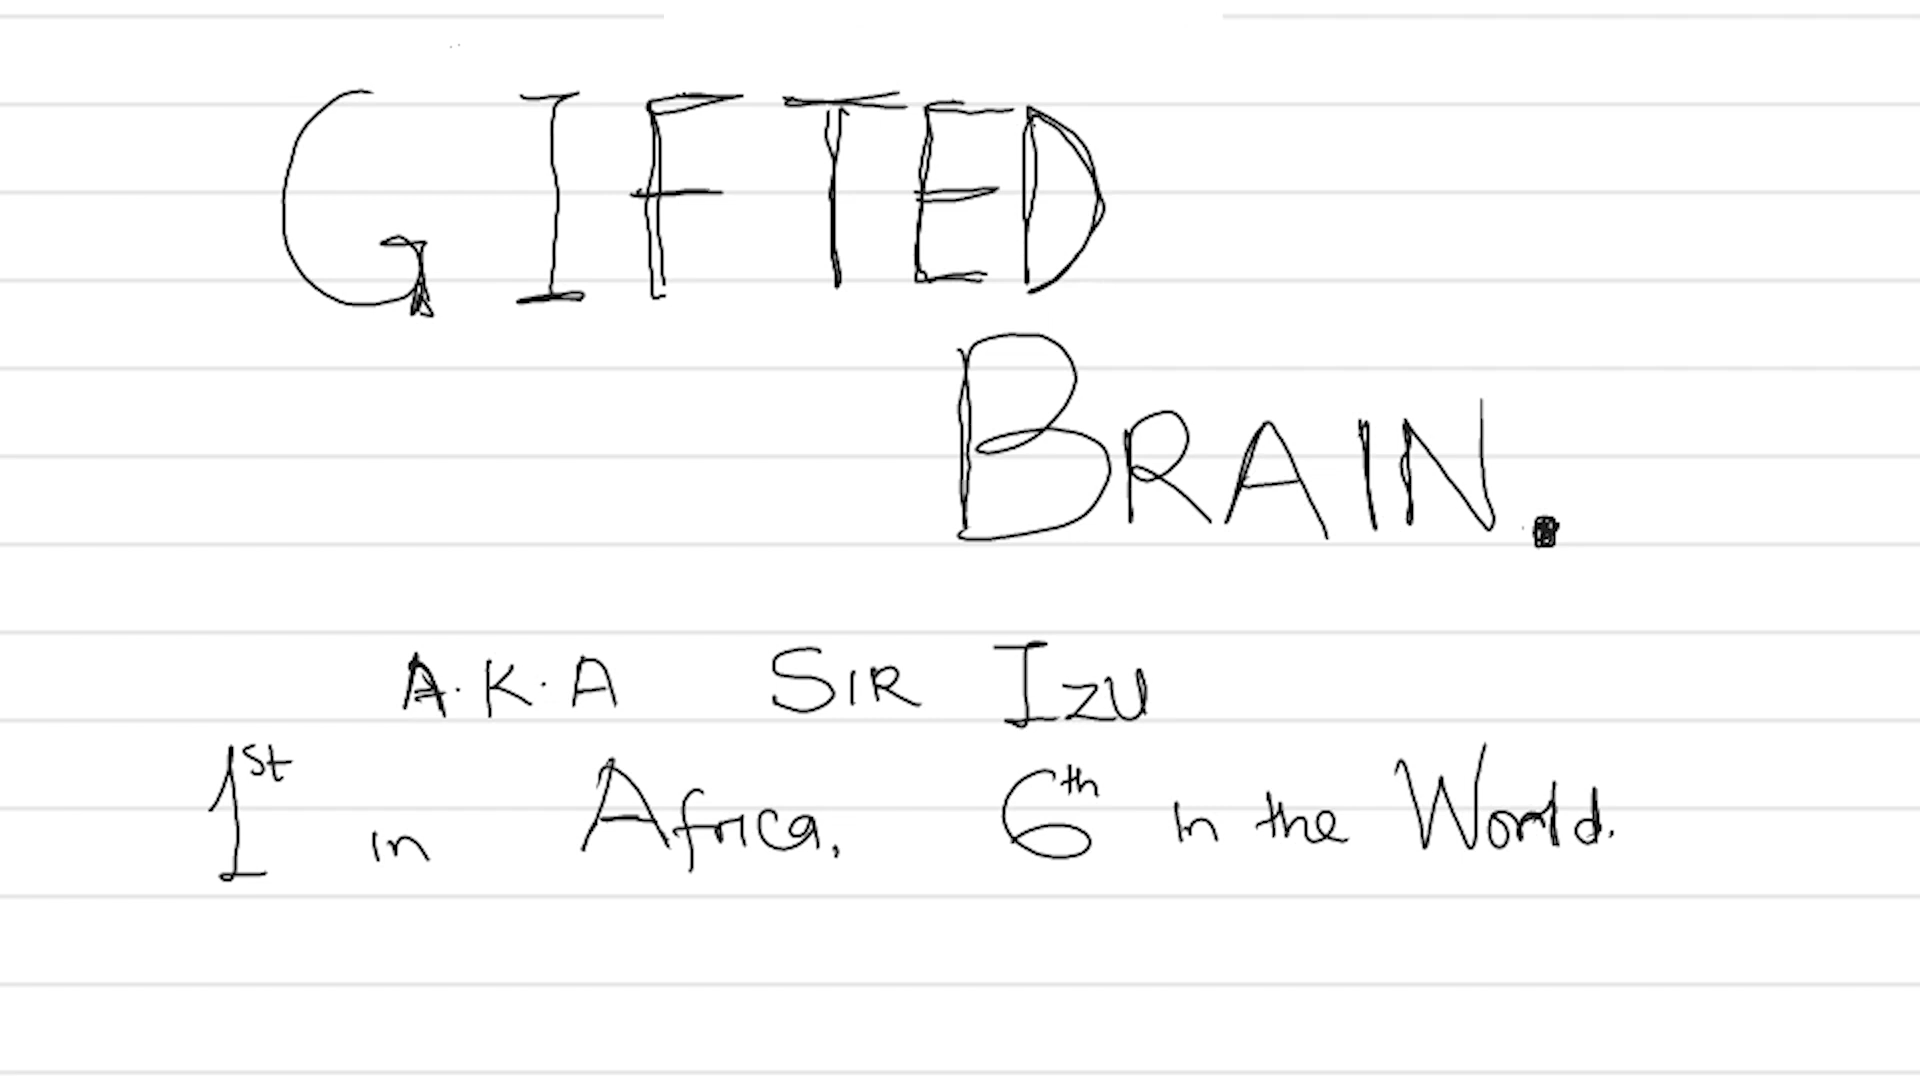 GIFTED
BRAIN.
A.K.A SIR IZU
1st in Africa, 6th in the World.